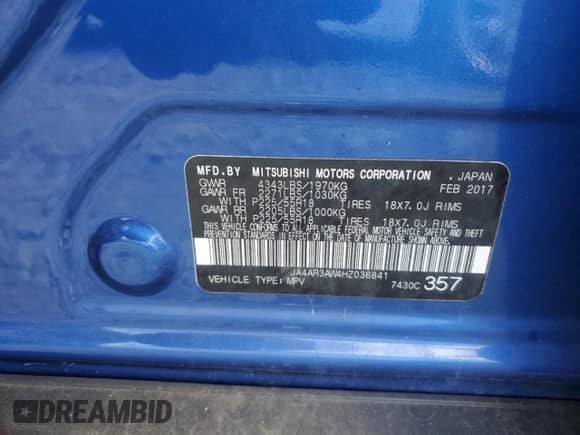 MFD.BY MITSUBISHI MOTORS CORPORATION . JAPAN
GVWR 4343LBS/1970KG FEB 2017
GAWR FR 2271LBS/1030KG
WITH P225/55R18 TIRES 18X7.0J RIMS
GAWR RR 2205LBS/1000KG
WITH P225/55R18 TIRES 18X7.0J RIMS
THIS VEHICLE CONFORMS TO ALL APPLICABLE FEDERAL MOTOR VEHICLE SAFETY AND THEFT
PREVENTION STANDARDS IN EFFECT ON THE DATE OF MANUFACTURE SHOWN ABOVE.
JA4AR3AW4HZ036841
VEHICLE TYPE:MPV 7430C 357
DREAMBID